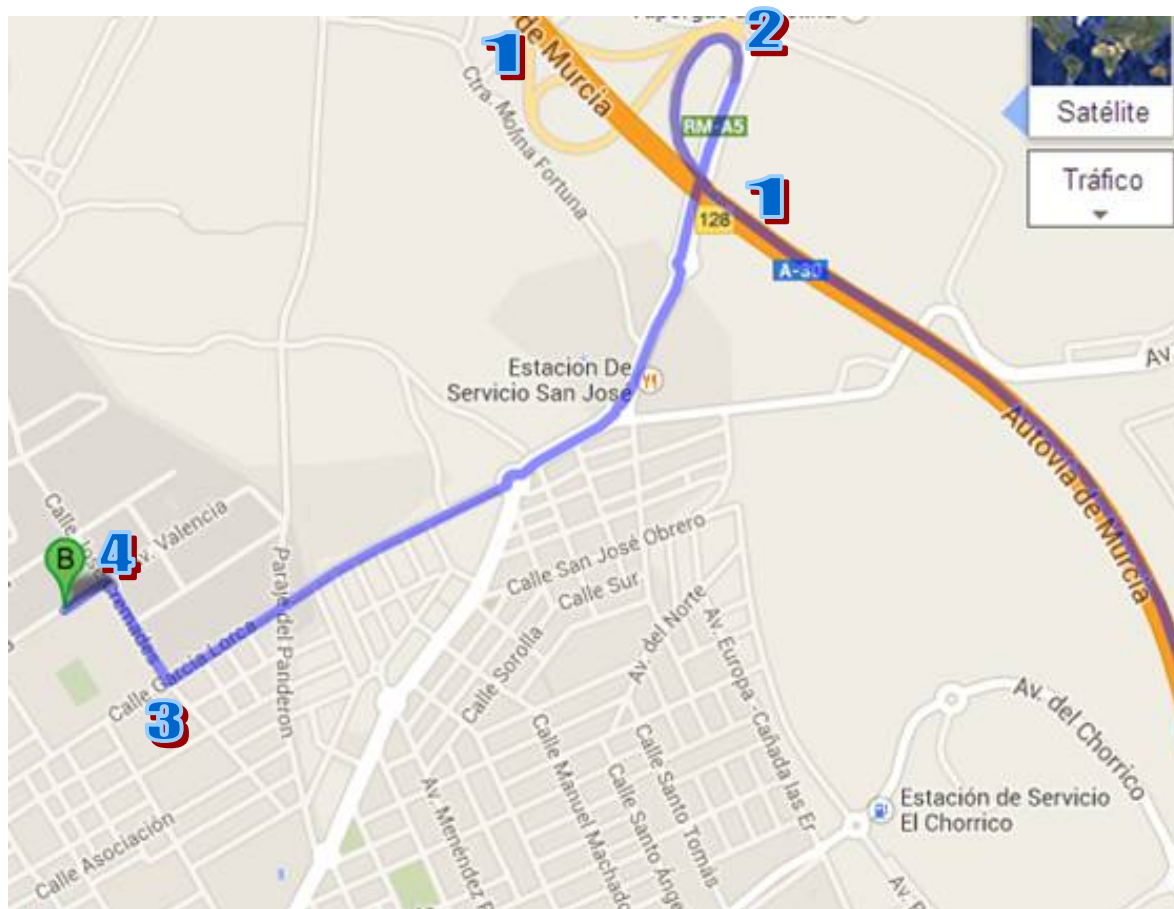 1
de Murcia
2
Satélite
Tráfico
Ctra. Molina Fortuna
RM-A5
1
128
A-30
Av
Estación De
Servicio San José
Autovía de Murcia
Av. Valencia
4
B
Paraje del Panderon
Calle García Lorca
3
Calle San José Obrero
Calle Sur
Calle Sorolla
Av. del Norte
Av. Europa - Cañada las Er
Av. del Chorrico
Calle Manuel Machado
Calle Santo Tomás
Calle Santo Ánge
Av. Menéndez P
Estación de Servicio
El Chorrico
Calle Asociación